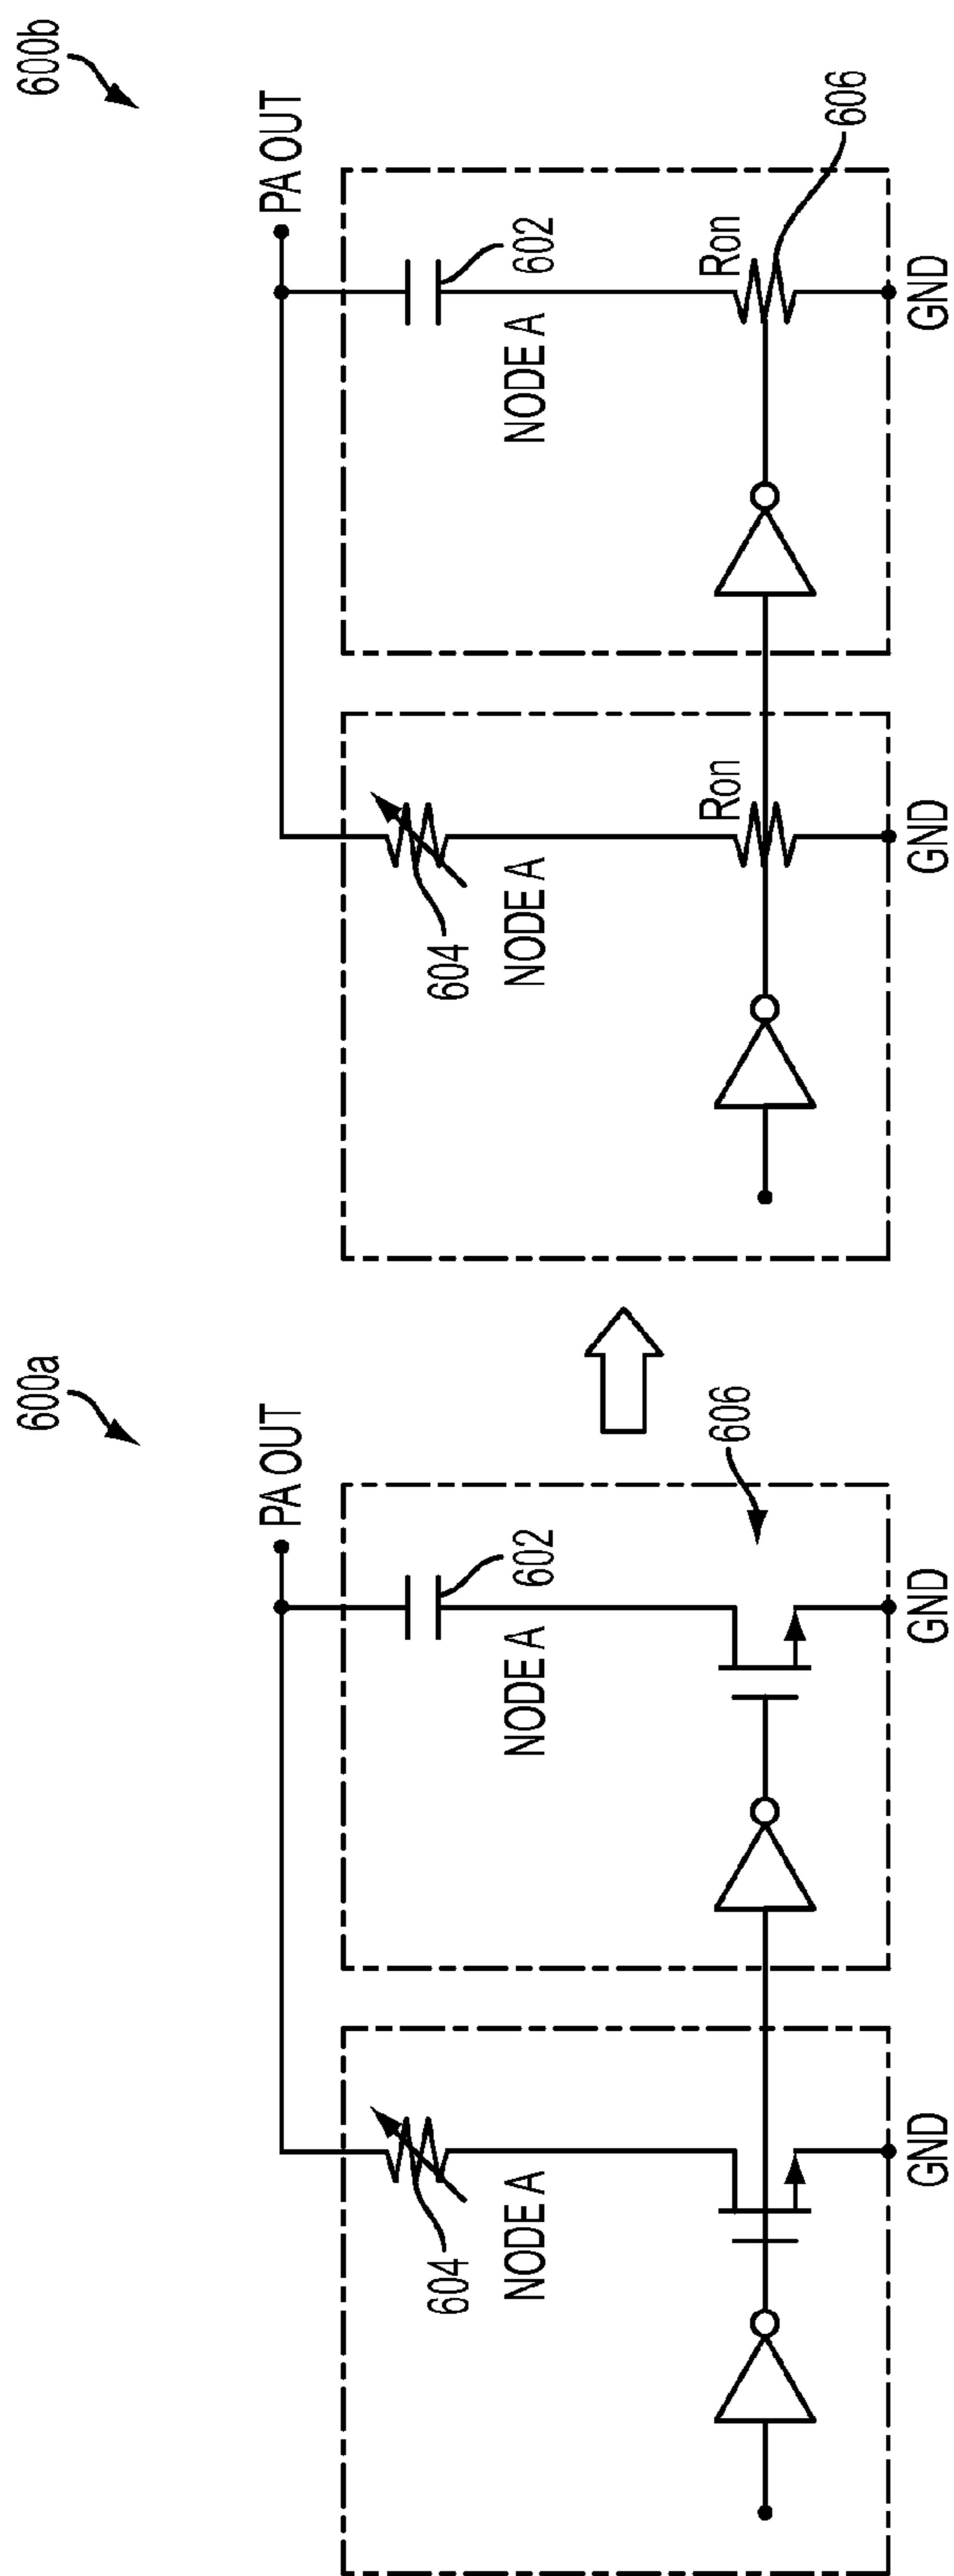 600a
PA OUT
604
NODE A
GND
602
NODE A
606
GND
600b
PA OUT
604
NODE A
Ron
GND
602
NODE A
Ron
606
GND